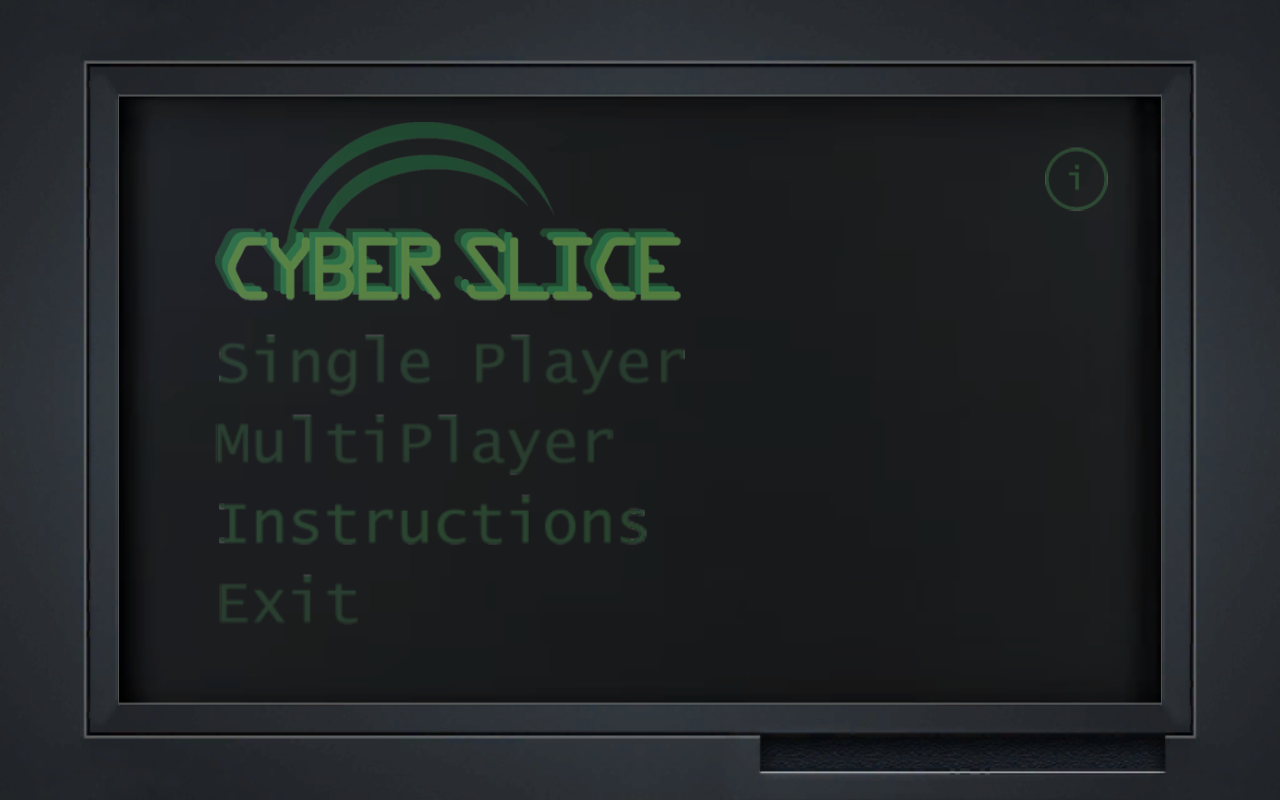 i
CYBER SLICE
Single Player
MultiPlayer
Instructions
Exit